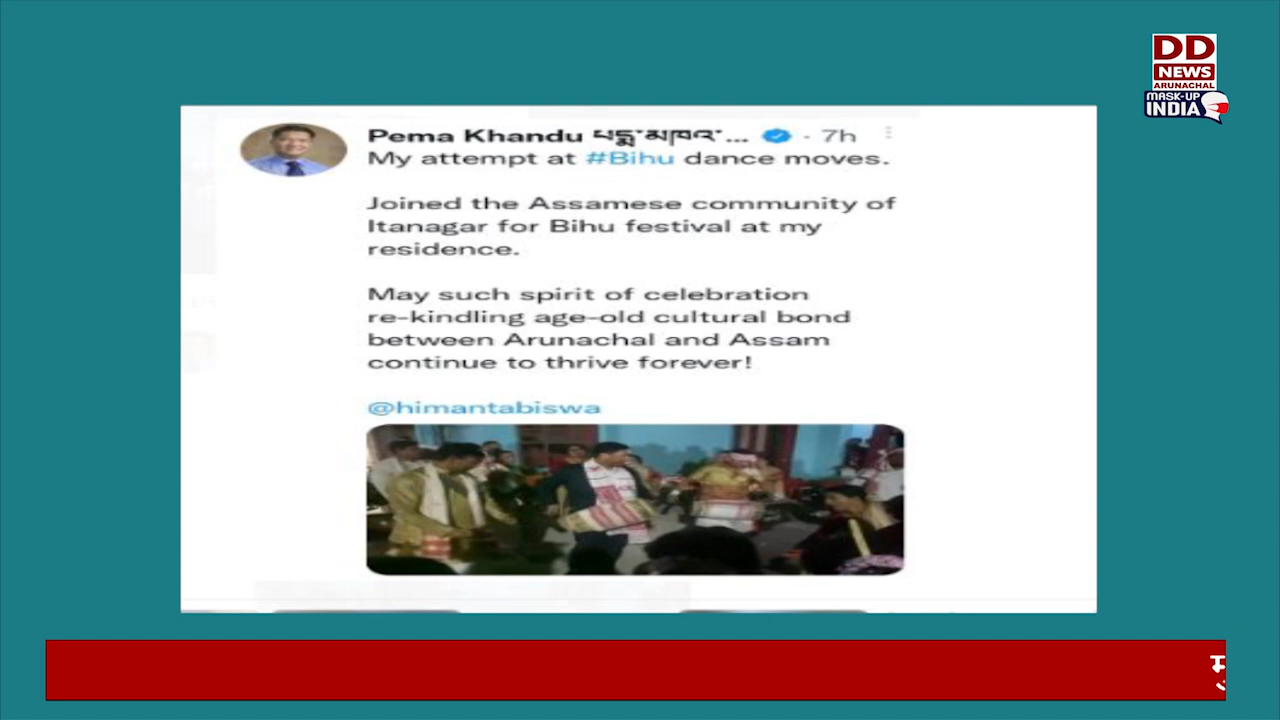 DD
NEWS
ARUNACHAL
MASK-UP
INDIA
Pema Khandu པདྨ་མཁའ་... · 7h
My attempt at #Bihu dance moves.
Joined the Assamese community of
Itanagar for Bihu festival at my
residence.
May such spirit of celebration
re-kindling age-old cultural bond
between Arunachal and Assam
continue to thrive forever!
@himantabiswa